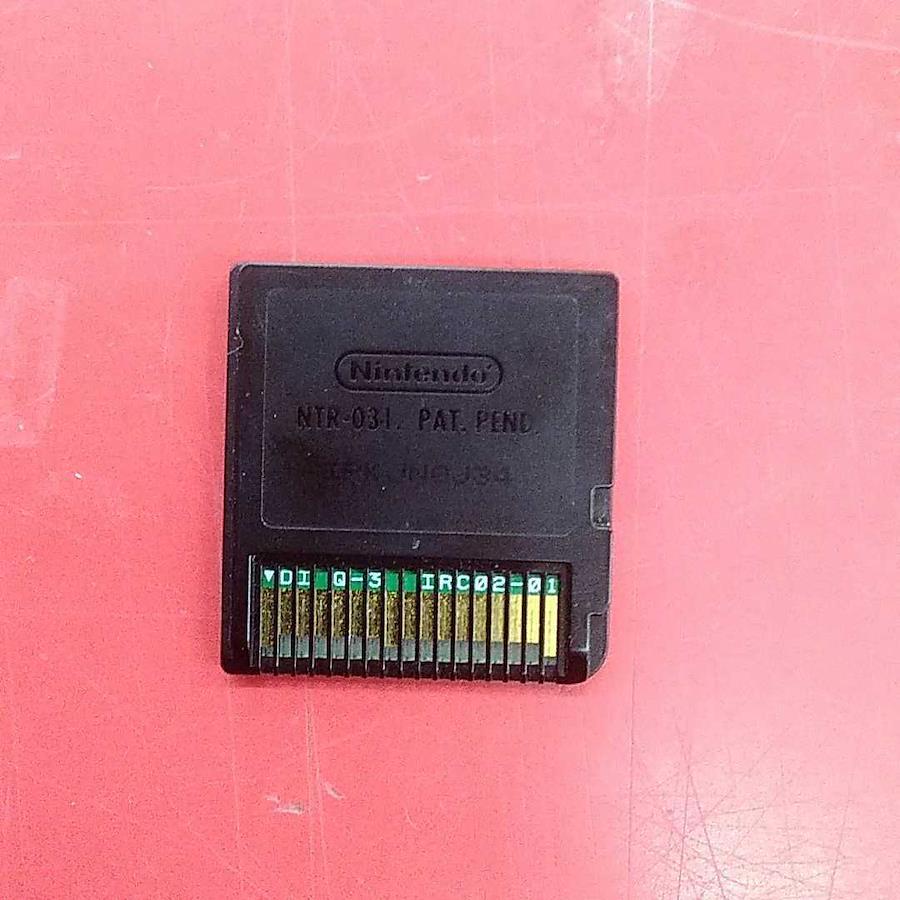 Nintendo
NTR-031. PAT. PEND.
▼DI Q-3 IRC02-01